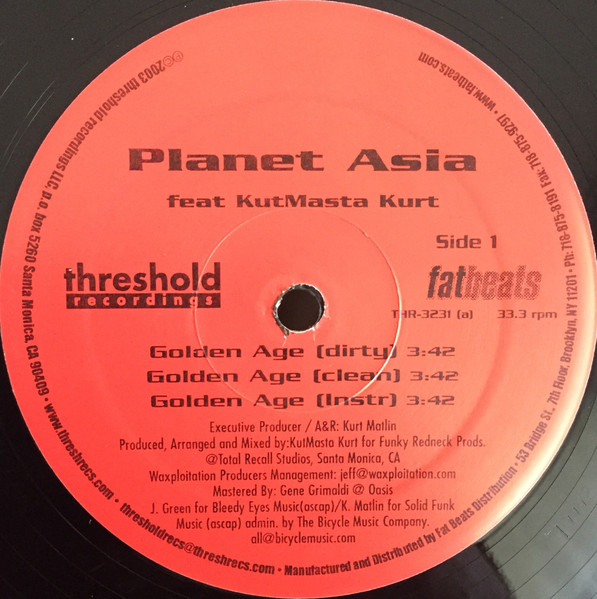 Planet Asia
feat KutMasta Kurt
Side 1
threshold
recordings
fatbeats
THR-3231 (a) 33.3 rpm
Golden Age (dirty) 3:42
Golden Age (clean) 3:42
Golden Age (Instr) 3:42
Executive Producer / A&R: Kurt Matlin
Produced, Arranged and Mixed by:KutMasta Kurt for Funky Redneck Prods.
@Total Recall Studios, Santa Monica, CA
Waxploitation Producers Management: jeff@waxploitation.com
Mastered By: Gene Grimaldi @ Oasis
J. Green for Bleedy Eyes Music(ascap)/K. Matlin for Solid Funk
Music (ascap) admin. by The Bicycle Music Company.
all@bicyclemusic.com
℗©2003 threshold recordings LLC, p.o. box 5260 Santa Monica, CA 90409 • www.threshrecs.com • thresholdrecs@threshrecs.com • Manufactured and Distributed by Fat Beats Distribution • 53 Bridge St., 7th Floor, Brooklyn, NY 11201 • Ph: 718-875-8191 Fax: 718-875-9297 • www.fatbeats.com